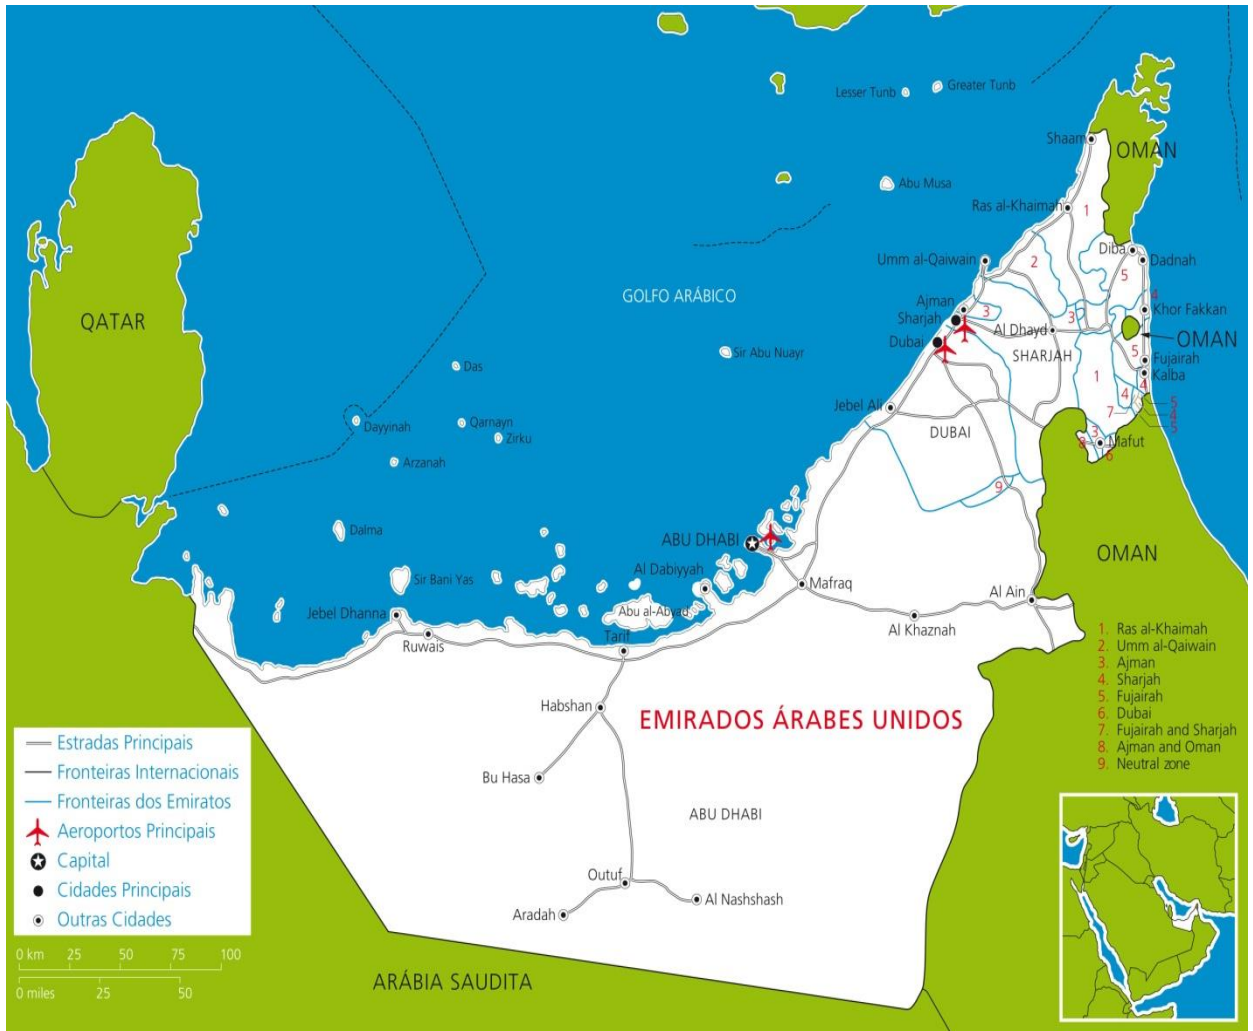 Lesser Tunb
Greater Tunb
Shaam
OMAN
Abu Musa
Ras al-Khaimah
1
Diba
Dadnah
Umm al-Qaiwain
2
5
GOLFO ARÁBICO
4
Ajman
3
3
Khor Fakkan
QATAR
Sharjah
Al Dhayd
OMAN
Dubai
SHARJAH
Sir Abu Nuayr
5
Fujairah
Das
1
Kalba
4
4
Jebel Ali
7
5
4
5
Dayyinah
Qarnayn
DUBAI
3
Zirku
8
Mafut
6
Arzanah
9
Dalma
ABU DHABI
OMAN
Al Dabiyyah
Sir Bani Yas
Mafraq
Al Ain
Jebel Dhanna
Abu al-Abyad
Al Khaznah
Ruwais
Tarif
1. Ras al-Khaimah
2. Umm al-Qaiwain
3. Ajman
4. Sharjah
5. Fujairah
6. Dubai
7. Fujairah and Sharjah
8. Ajman and Oman
9. Neutral zone
Habshan
EMIRADOS ÁRABES UNIDOS
Bu Hasa
ABU DHABI
Outuf
Al Nashshash
Aradah
ARÁBIA SAUDITA
Estradas Principais
Fronteiras Internacionais
Fronteiras dos Emiratos
Aeroportos Principais
Capital
Cidades Principais
Outras Cidades
0 km 25 50 75 100
0 miles 25 50